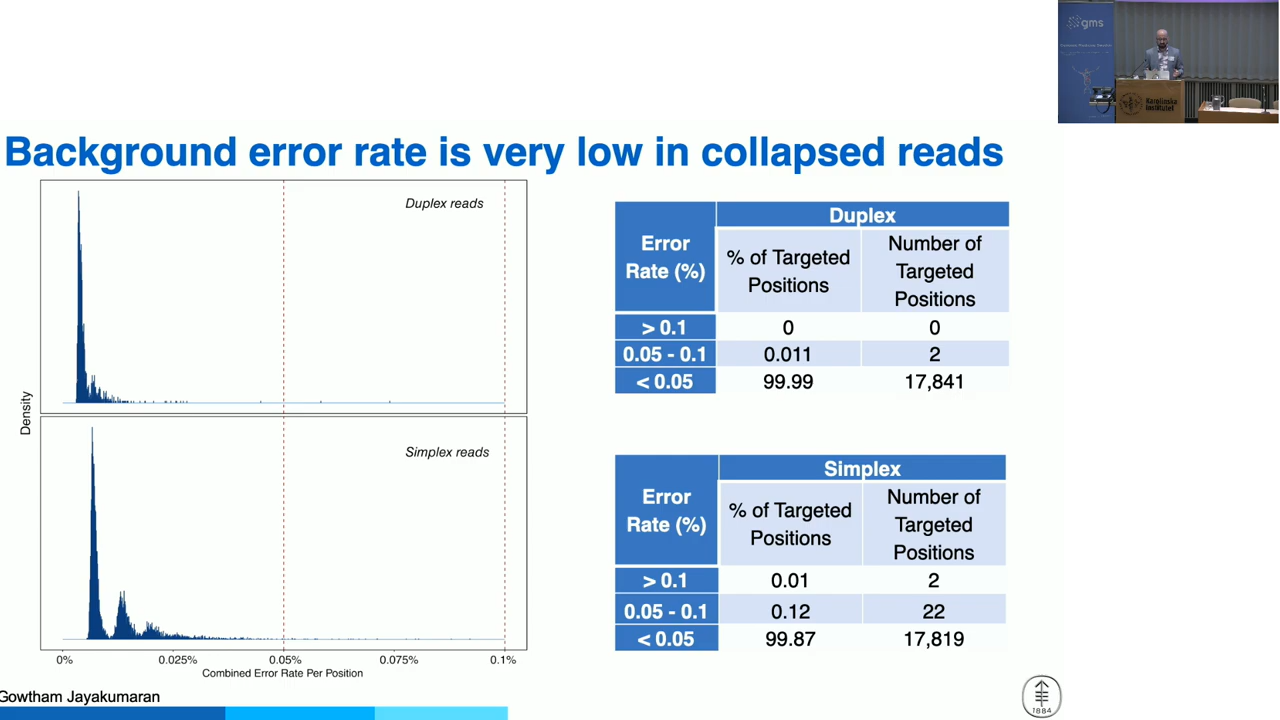 gms
Karolinska
Institutet
Background error rate is very low in collapsed reads
Duplex reads
Simplex reads
Density
0% 0.025% 0.05% 0.075% 0.1%
Combined Error Rate Per Position
Error
Rate (%)
Duplex
% of Targeted
Positions
Number of
Targeted
Positions
> 0.1 0 0
0.05 - 0.1 0.011 2
< 0.05 99.99 17,841
Error
Rate (%)
Simplex
% of Targeted
Positions
Number of
Targeted
Positions
> 0.1 0.01 2
0.05 - 0.1 0.12 22
< 0.05 99.87 17,819
Gowtham Jayakumaran
1884